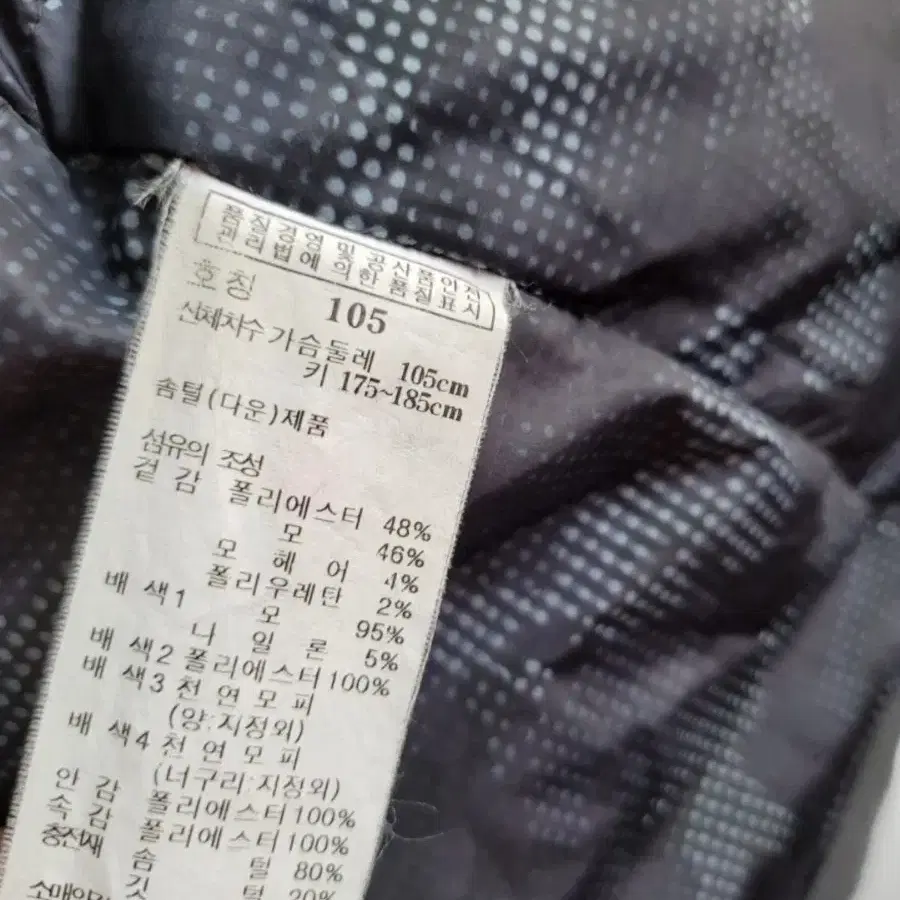 품질경영 및 공산품안전
관리법에 의한 품질표시
호칭 105
신체치수 가슴둘레 105cm
키 175~185cm
솜털(다운)제품
섬유의 조성
겉감 폴리에스터 48%
모 46%
모헤어 4%
폴리우레탄 2%
배색1 모 95%
나일론 5%
배색2 폴리에스터 100%
배색3 천연모피
(양:지정외)
배색4 천연모피
(너구리:지정외)
안감 폴리에스터 100%
속감 폴리에스터 100%
충전재 솜털 80%
깃털 20%